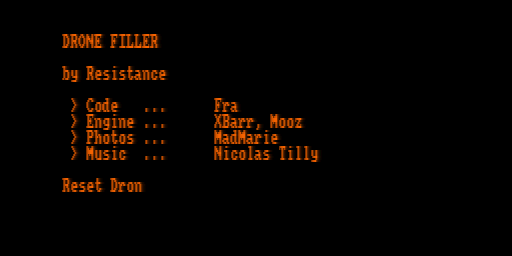 DRONE FILLER
by Resistance
> Code ... Fra
> Engine ... XBarr, Mooz
> Photos ... MadMarie
> Music ... Nicolas Tilly
Reset Dron